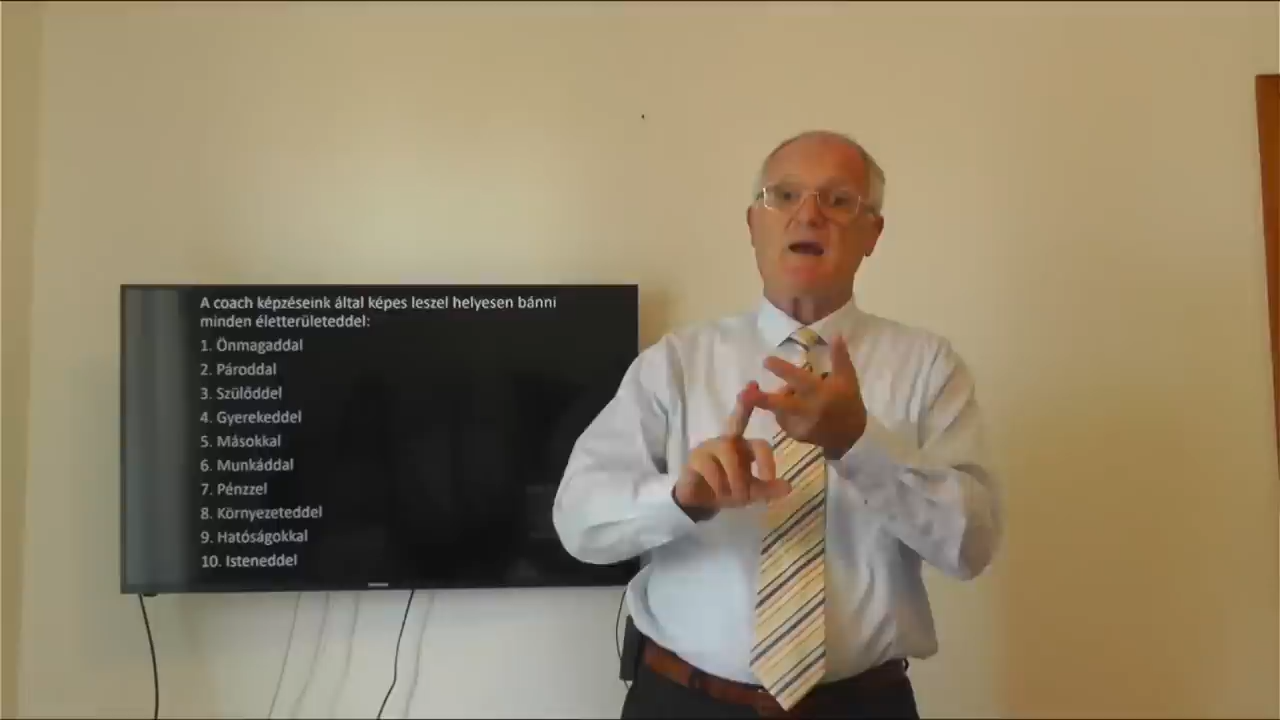 A coach képzéseink által képes leszel helyesen bánni
minden életterületeddel:
1. Önmagaddal
2. Pároddal
3. Szülőddel
4. Gyerekeddel
5. Másokkal
6. Munkáddal
7. Pénzzel
8. Környezeteddel
9. Hatóságokkal
10. Isteneddel